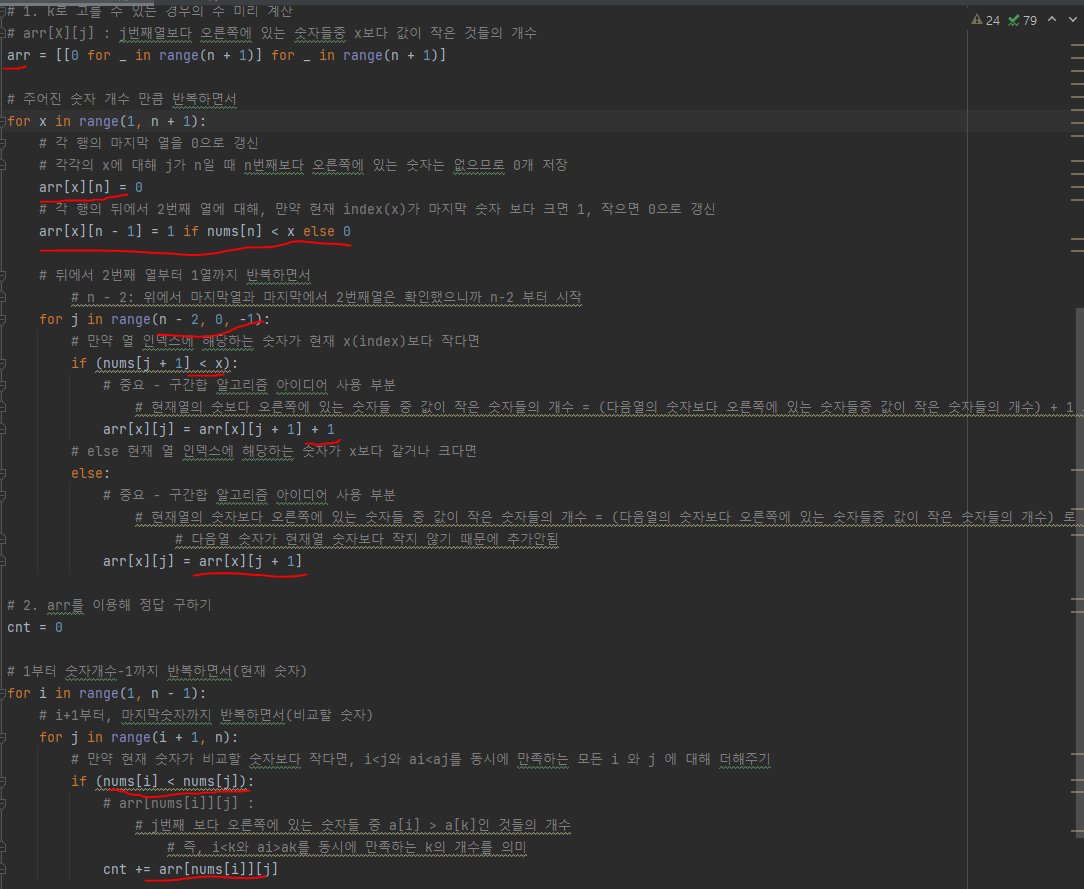 # 1. k로 고를 수 있는 경우의 수 미리 계산
24 79
# arr[X][j] : j번째열보다 오른쪽에 있는 숫자들중 x보다 값이 작은 것들의 개수
arr = [[0 for _ in range(n + 1)] for _ in range(n + 1)]
# 주어진 숫자 개수 만큼 반복하면서
for x in range(1, n + 1):
# 각 행의 마지막 열을 0으로 갱신
# 각각의 x에 대해 j가 n일 때 n번째보다 오른쪽에 있는 숫자는 없으므로 0개 저장
arr[x][n] = 0
# 각 행의 뒤에서 2번째 열에 대해, 만약 현재 index(x)가 마지막 숫자 보다 크면 1, 작으면 0으로 갱신
arr[x][n - 1] = 1 if nums[n] < x else 0
# 뒤에서 2번째 열부터 1열까지 반복하면서
# n - 2: 위에서 마지막열과 마지막에서 2번째열은 확인했으니까 n-2 부터 시작
for j in range(n - 2, 0, -1):
# 만약 열 인덱스에 해당하는 숫자가 현재 x(index)보다 작다면
if (nums[j + 1] < x):
# 중요 - 구간합 알고리즘 아이디어 사용 부분
# 현재열의 숫보다 오른쪽에 있는 숫자들 중 값이 작은 숫자들의 개수 = (다음열의 숫자보다 오른쪽에 있는 숫자들중 값이 작은 숫자들의 개수) + 1
arr[x][j] = arr[x][j + 1] + 1
# else 현재 열 인덱스에 해당하는 숫자가 x보다 같거나 크다면
else:
# 중요 - 구간합 알고리즘 아이디어 사용 부분
# 현재열의 숫자보다 오른쪽에 있는 숫자들 중 값이 작은 숫자들의 개수 = (다음열의 숫자보다 오른쪽에 있는 숫자들중 값이 작은 숫자들의 개수) 로
# 다음열 숫자가 현재열 숫자보다 작지 않기 때문에 추가안됨
arr[x][j] = arr[x][j + 1]
# 2. arr를 이용해 정답 구하기
cnt = 0
# 1부터 숫자개수-1까지 반복하면서(현재 숫자)
for i in range(1, n - 1):
# i+1부터, 마지막숫자까지 반복하면서(비교할 숫자)
for j in range(i + 1, n):
# 만약 현재 숫자가 비교할 숫자보다 작다면, i<j와 ai<aj를 동시에 만족하는 모든 i 와 j 에 대해 더해주기
if (nums[i] < nums[j]):
# arr[nums[i]][j] :
# j번째 보다 오른쪽에 있는 숫자들 중 a[i] > a[k]인 것들의 개수
# 즉, i<k와 ai>ak를 동시에 만족하는 k의 개수를 의미
cnt += arr[nums[i]][j]